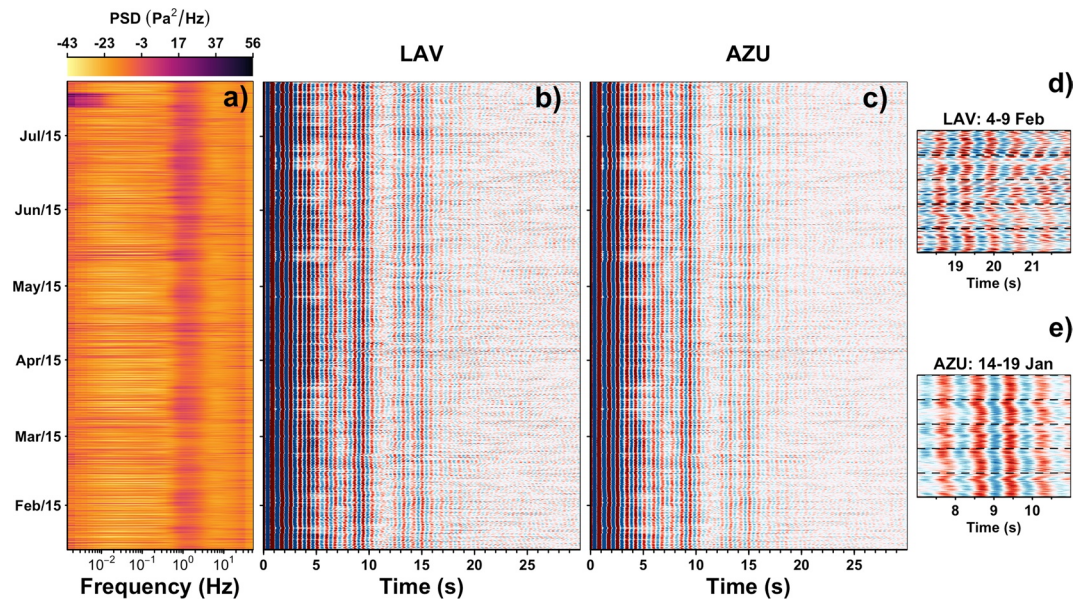 PSD (Pa²/Hz)
-43 -23 -3 17 37 56
LAV
AZU
a)
b)
c)
d)
LAV: 4-9 Feb
19 20 21
Time (s)
e)
AZU: 14-19 Jan
8 9 10
Time (s)
Jul/15
Jun/15
May/15
Apr/15
Mar/15
Feb/15
10⁻² 10⁻¹ 10⁰ 10¹
Frequency (Hz)
0 5 10 15 20 25
Time (s)
0 5 10 15 20 25
Time (s)